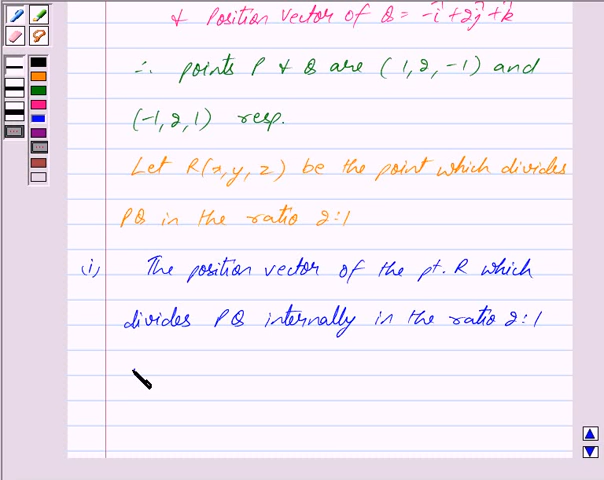 & Position Vector of Q = -î + 2ĵ + k̂
∴ points P & Q are (1, 2, -1) and
(-1, 2, 1) resp.
Let R(x, y, z) be the point which divides
PQ in the ratio 2:1
(i) The position vector of the pt. R which
divides PQ internally in the ratio 2:1